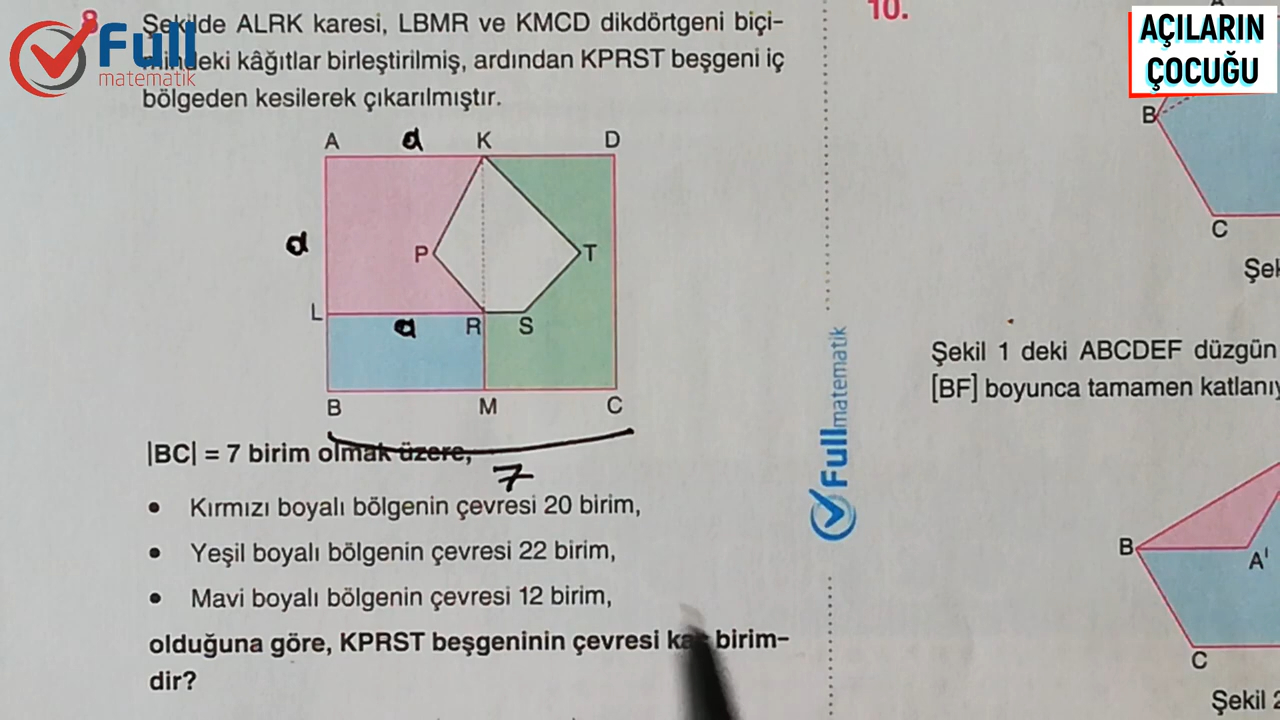 Full
matematik
AÇILARIN
ÇOCUĞU
Şekilde ALRK karesi, LBMR ve KMCD dikdörtgeni biçi-
mindeki kâğıtlar birleştirilmiş, ardından KPRST beşgeni iç
bölgeden kesilerek çıkarılmıştır.
A a K D
a P T
L a R S
B M C
7
|BC| = 7 birim olmak üzere,
• Kırmızı boyalı bölgenin çevresi 20 birim,
• Yeşil boyalı bölgenin çevresi 22 birim,
• Mavi boyalı bölgenin çevresi 12 birim,
olduğuna göre, KPRST beşgeninin çevresi kaç birim-
dir?
Fullmatematik
10.
B
C
Şekil 1 deki ABCDEF düzgün
[BF] boyunca tamamen
B A'
C
Şekil 2